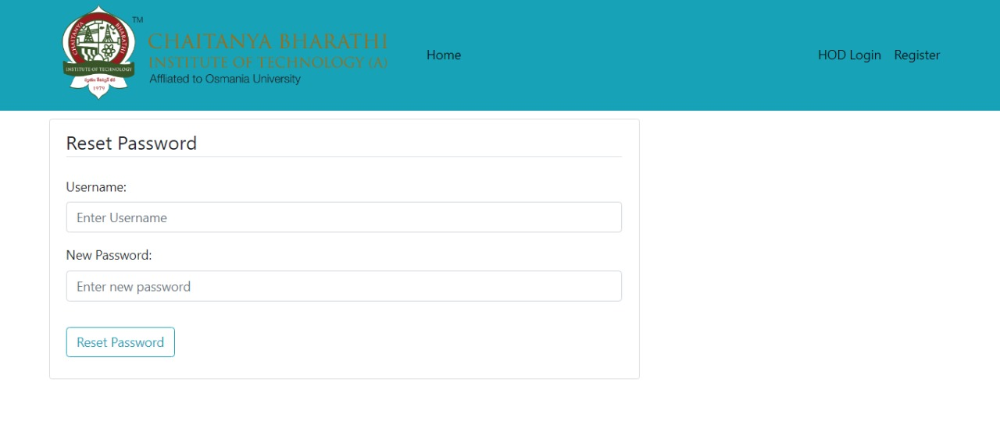 TM
CHAITANYA BHARATHI
INSTITUTE OF TECHNOLOGY
1979
CHAITANYA BHARATHI
INSTITUTE OF TECHNOLOGY (A)
Affliated to Osmania University
Home
HOD Login
Register
Reset Password
Username:
Enter Username
New Password:
Enter new password
Reset Password